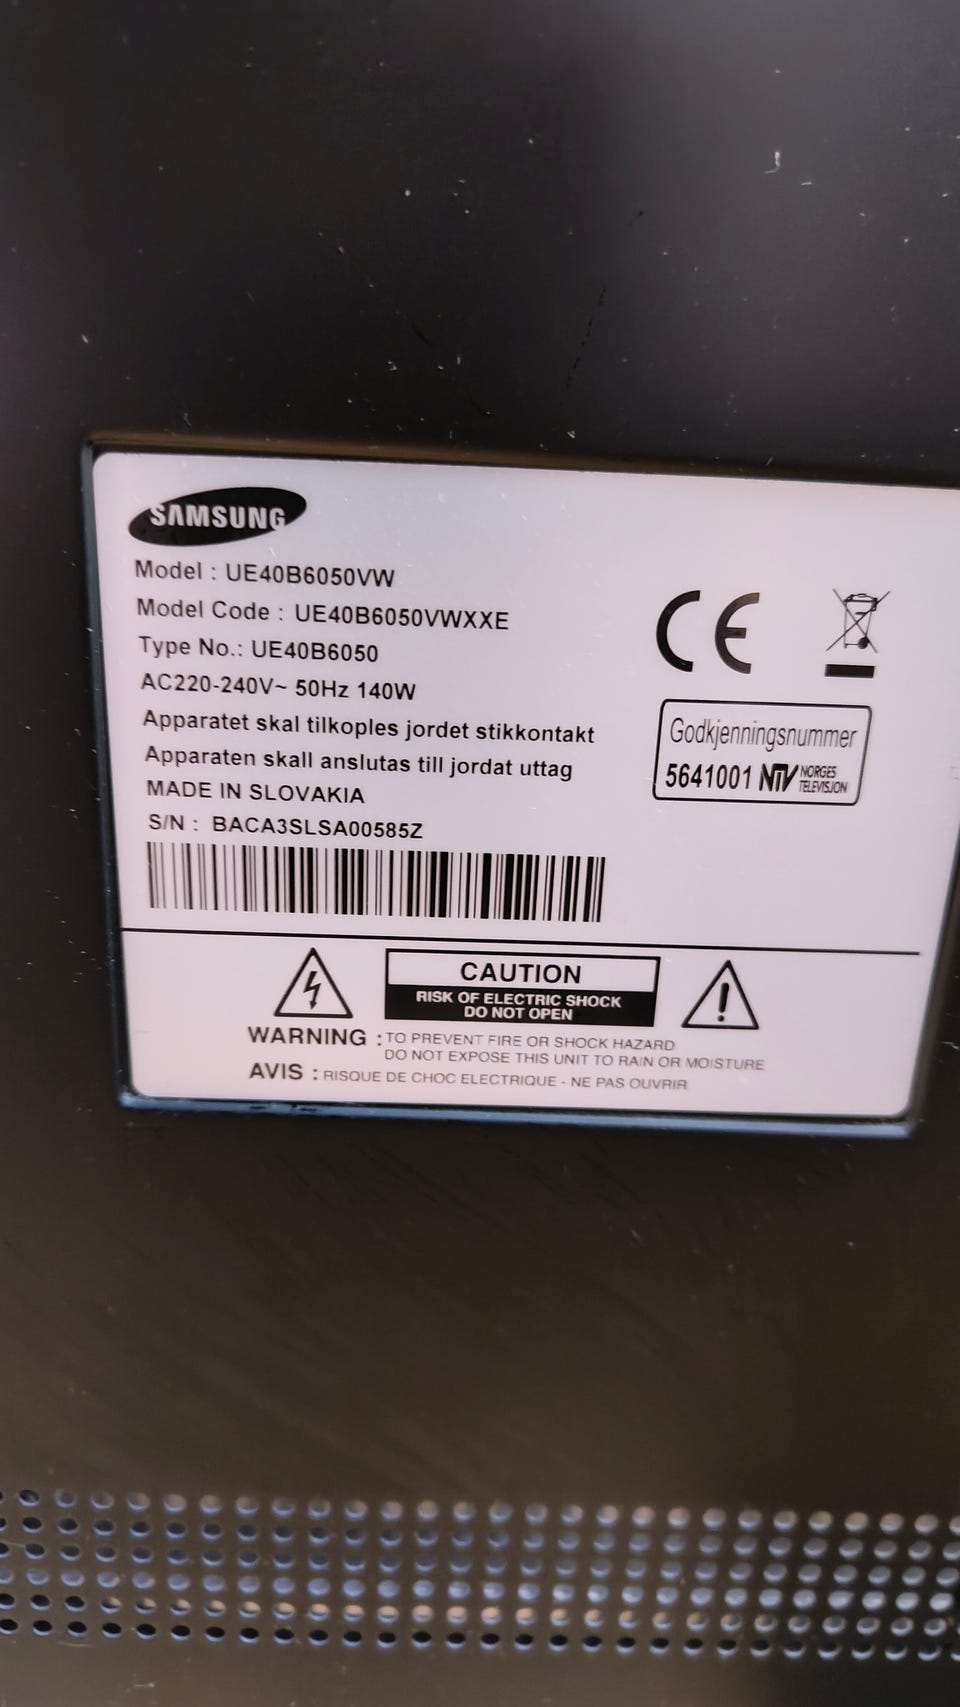 SAMSUNG
Model : UE40B6050VW
Model Code : UE40B6050VWXXE
Type No.: UE40B6050
AC220-240V~ 50Hz 140W
Apparatet skal tilkoples jordet stikkontakt
Apparaten skall anslutas till jordat uttag
MADE IN SLOVAKIA
S/N : BACA3SLSA00585Z
CE
Godkjenningsnummer
5641001 NTV NORGES
TELEVISJON
CAUTION
RISK OF ELECTRIC SHOCK
DO NOT OPEN
WARNING : TO PREVENT FIRE OR SHOCK HAZARD
DO NOT EXPOSE THIS UNIT TO RAIN OR MOISTURE
AVIS : RISQUE DE CHOC ELECTRIQUE - NE PAS OUVRIR